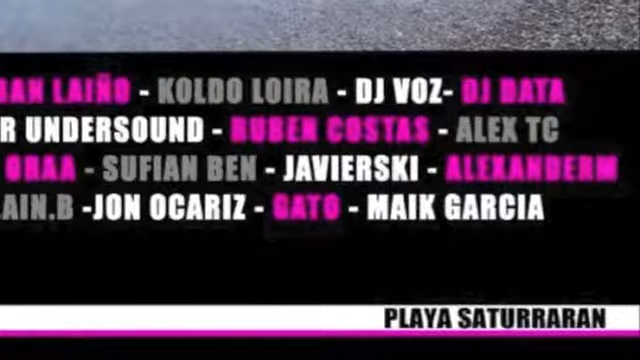 LAIÑO - KOLDO LOIRA - DJ VOZ- DJ DATA
UNDERSOUND - RUBEN COSTAS - ALEX TC
GRAA - SUFIAN BEN - JAVIERSKI - ALEXANDERM
-JON OCARIZ - GATO - MAIK GARCIA
PLAYA SATURRARAN